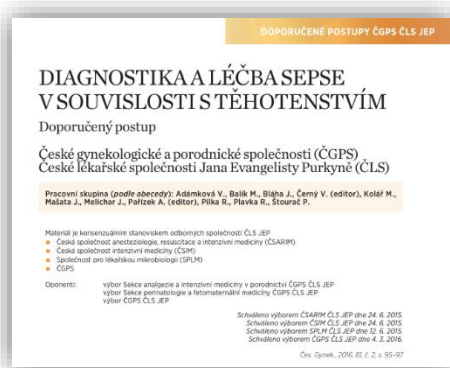 DOPORUČENÉ POSTUPY ČGPS ČLS JEP
DIAGNOSTIKA A LÉČBA SEPSE
V SOUVISLOSTI S TĚHOTENSTVÍM
Doporučený postup
České gynekologické a porodnické společnosti (ČGPS)
České lékařské společnosti Jana Evangelisty Purkyně (ČLS)
Pracovní skupina (podle abecedy): Adámková V., Balík M., Bláha J., Černý V. (editor), Kolář M.,
Mašata J., Melichar J., Pařízek A. (editor), Pilka R., Plavka R., Štourač P.
Materiál je konsenzuálním stanoviskem odborných společností ČLS JEP
Česká společnost anesteziologie, resuscitace a intenzivní medicíny (ČSARIM)
Česká společnost intenzivní medicíny (ČSIM)
Společnost pro lékařskou mikrobiologii (SPLM)
ČGPS
Oponenti: výbor Sekce analgezie a intenzivní medicíny v porodnictví ČGPS ČLS JEP
výbor Sekce perinatologie a fetomaternální medicíny ČGPS ČLS JEP
výbor ČGPS ČLS JEP
Schváleno výborem ČSARIM ČLS JEP dne 24. 6. 2015.
Schváleno výborem ČSIM ČLS JEP dne 24. 6. 2015.
Schváleno výborem SPLM ČLS JEP dne 12. 6. 2015.
Schváleno výborem ČGPS ČLS JEP dne 4. 3. 2016.
Čes. Gynek., 2016, 81, č. 2, s. 95–97